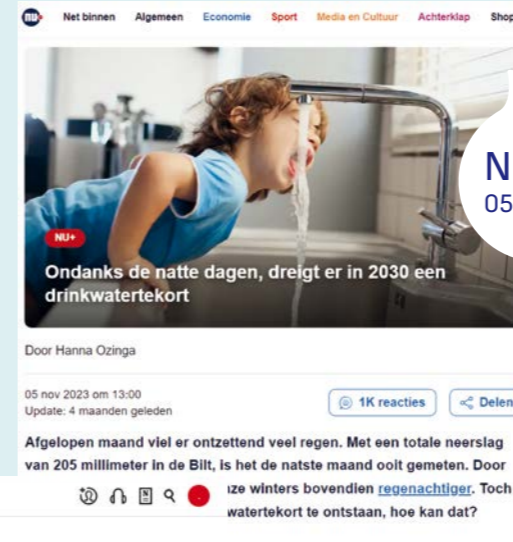 NU+ Net binnen Algemeen Economie Sport Media en Cultuur Achterklap Shop
N
05
NU+
Ondanks de natte dagen, dreigt er in 2030 een
drinkwatertekort
Door Hanna Ozinga
05 nov 2023 om 13:00
Update: 4 maanden geleden
1K reacties
Delen
Afgelopen maand viel er ontzettend veel regen. Met een totale neerslag
van 205 millimeter in de Bilt, is het de natste maand ooit gemeten. Door
winters bovendien regenachtiger. Toch
te ontstaan, hoe kan dat?